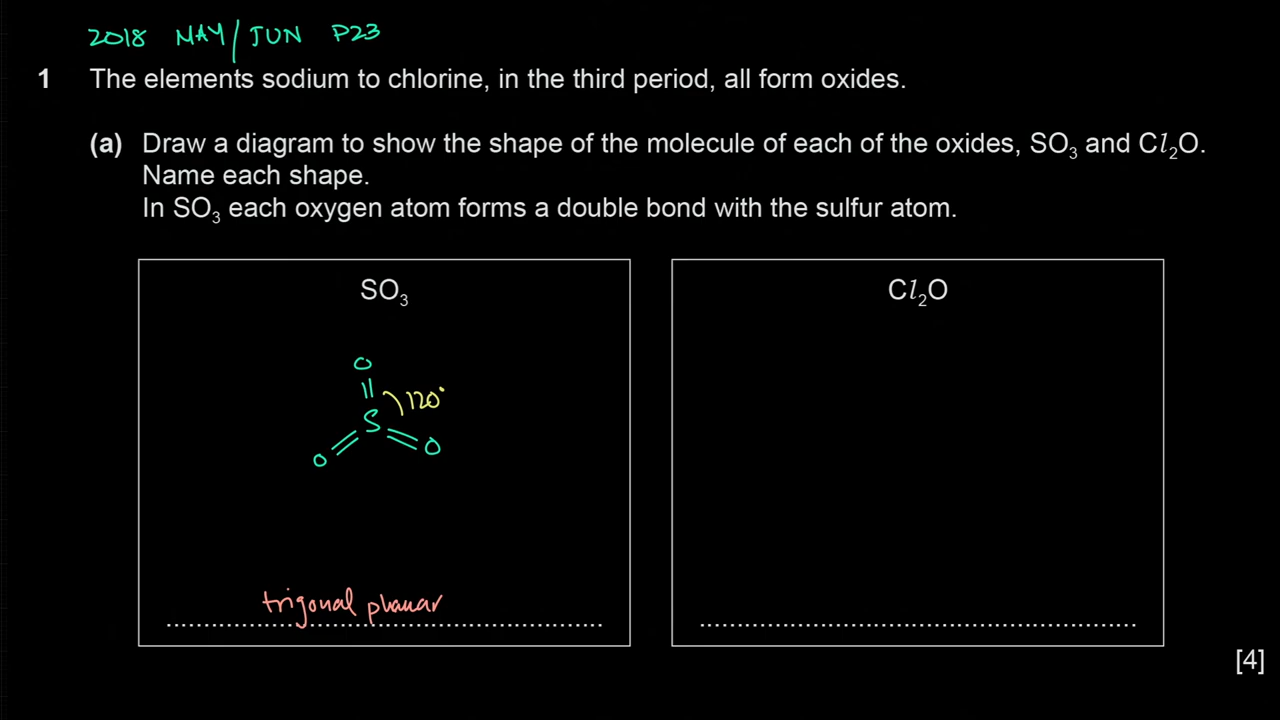 2018 MAY/JUN P23
1 The elements sodium to chlorine, in the third period, all form oxides.
(a) Draw a diagram to show the shape of the molecule of each of the oxides, SO₃ and Cl₂O.
Name each shape.
In SO₃ each oxygen atom forms a double bond with the sulfur atom.
SO₃
O
S
120°
O
O
trigonal planar
Cl₂O
[4]